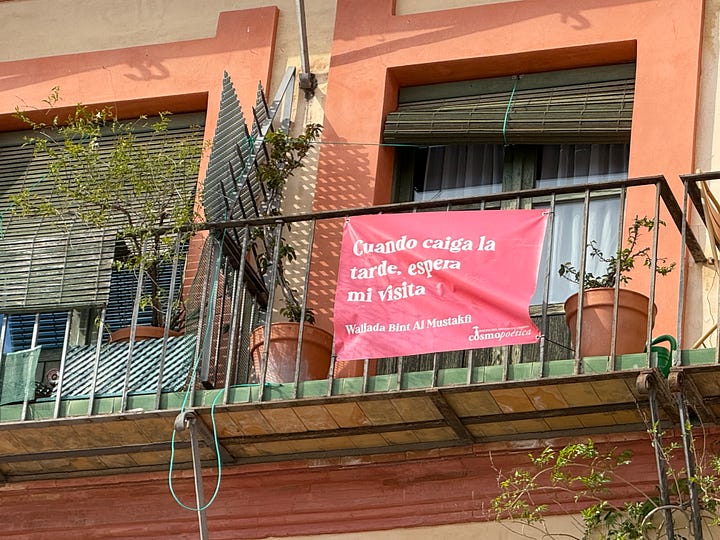 Cuando caiga la
tarde, espera
mi visita
Wallada Bint Al Mustakfi
cosmopoética